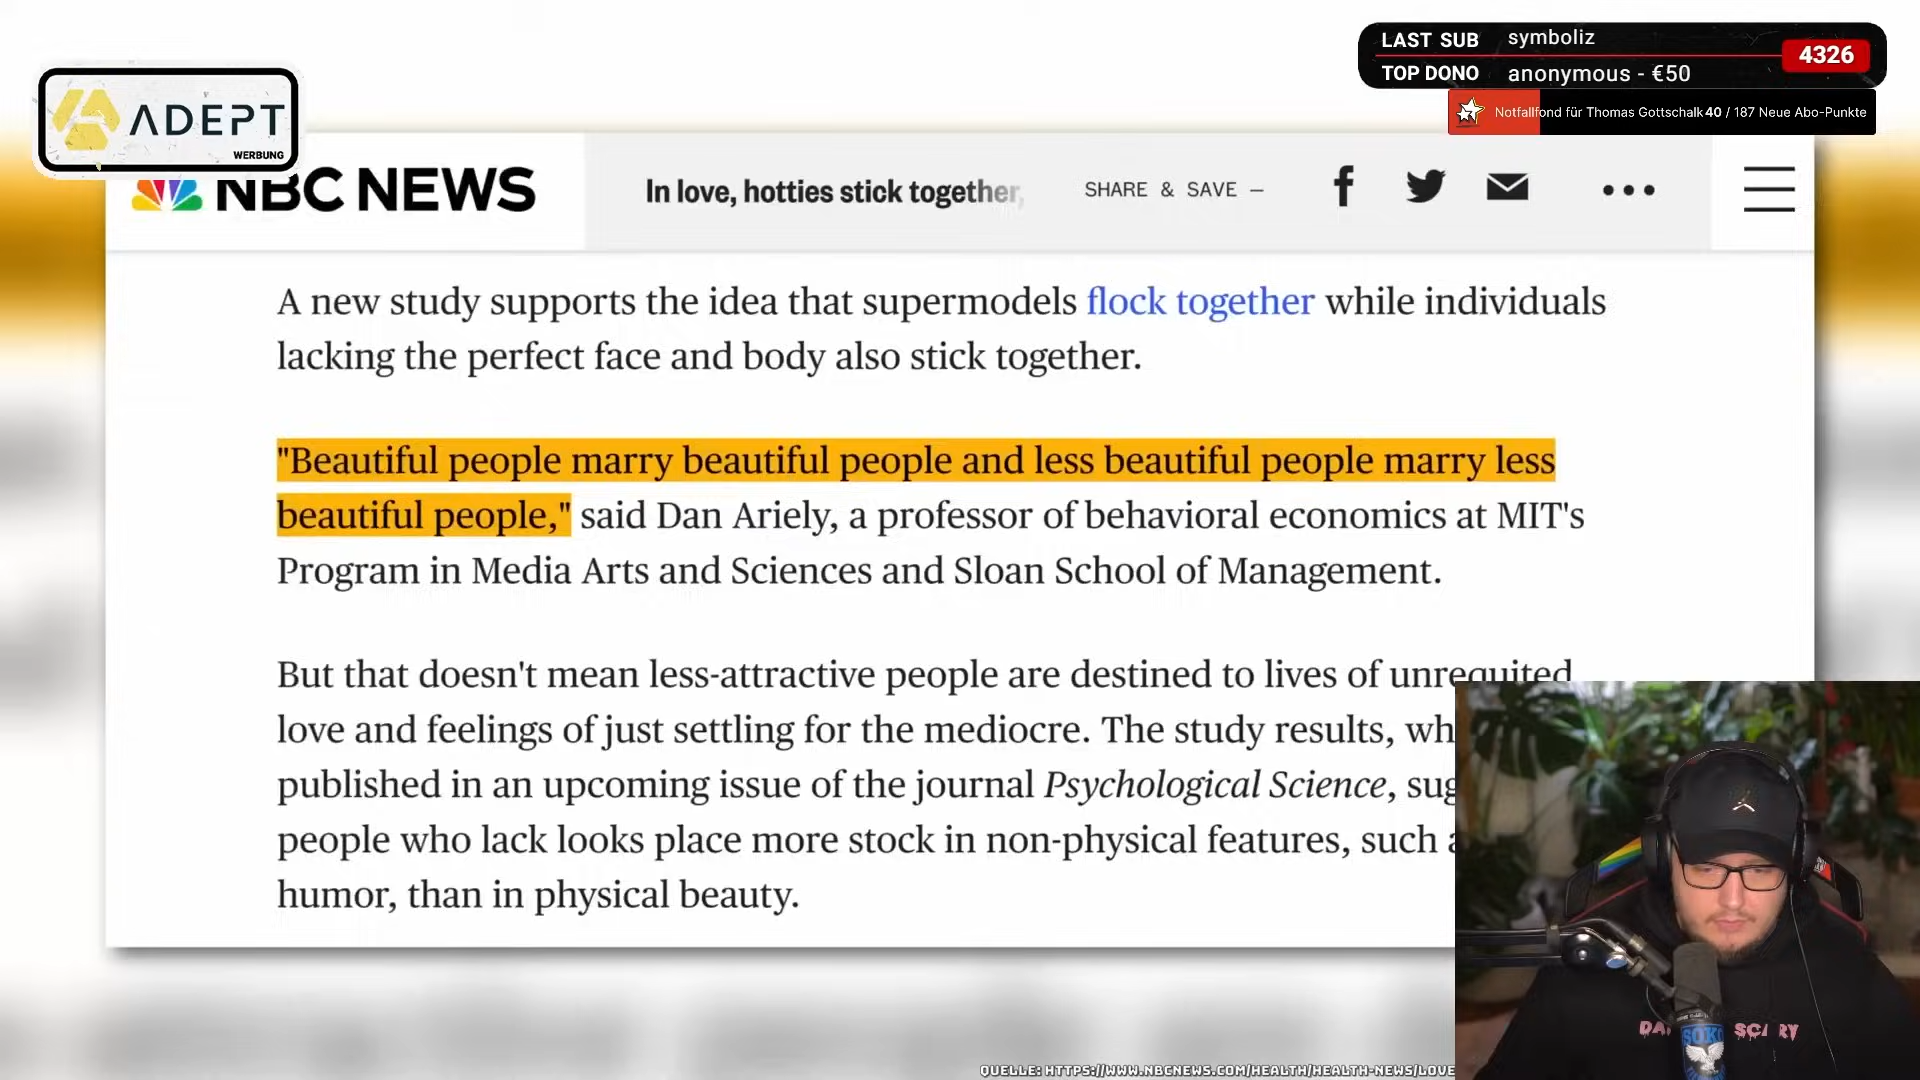 LAST SUB symboliz
TOP DONO anonymous - €50
4326
Notfallfond für Thomas Gottschalk 40 / 187 Neue Abo-Punkte
ADEPT
WERBUNG
NBC NEWS
In love, hotties stick together,
SHARE & SAVE —
A new study supports the idea that supermodels flock together while individuals
lacking the perfect face and body also stick together.
"Beautiful people marry beautiful people and less beautiful people marry less
beautiful people," said Dan Ariely, a professor of behavioral economics at MIT's
Program in Media Arts and Sciences and Sloan School of Management.
But that doesn't mean less-attractive people are destined to lives of unrequited
love and feelings of just settling for the mediocre. The study results, wh
published in an upcoming issue of the journal Psychological Science, sug
people who lack looks place more stock in non-physical features, such a
humor, than in physical beauty.
SCARY
QUELLE: HTTPS://WWW.NBCNEWS.COM/HEALTH/HEALTH-NEWS/LOVE